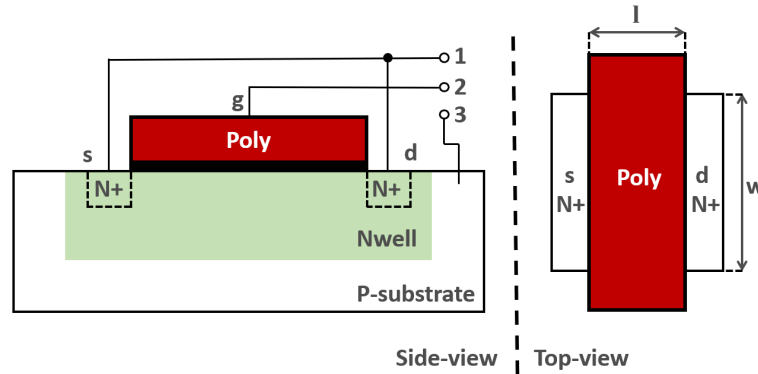 1
2
3
g
Poly
s
d
N+
N+
Nwell
P-substrate
Side-view
l
s
N+
Poly
d
N+
w
Top-view